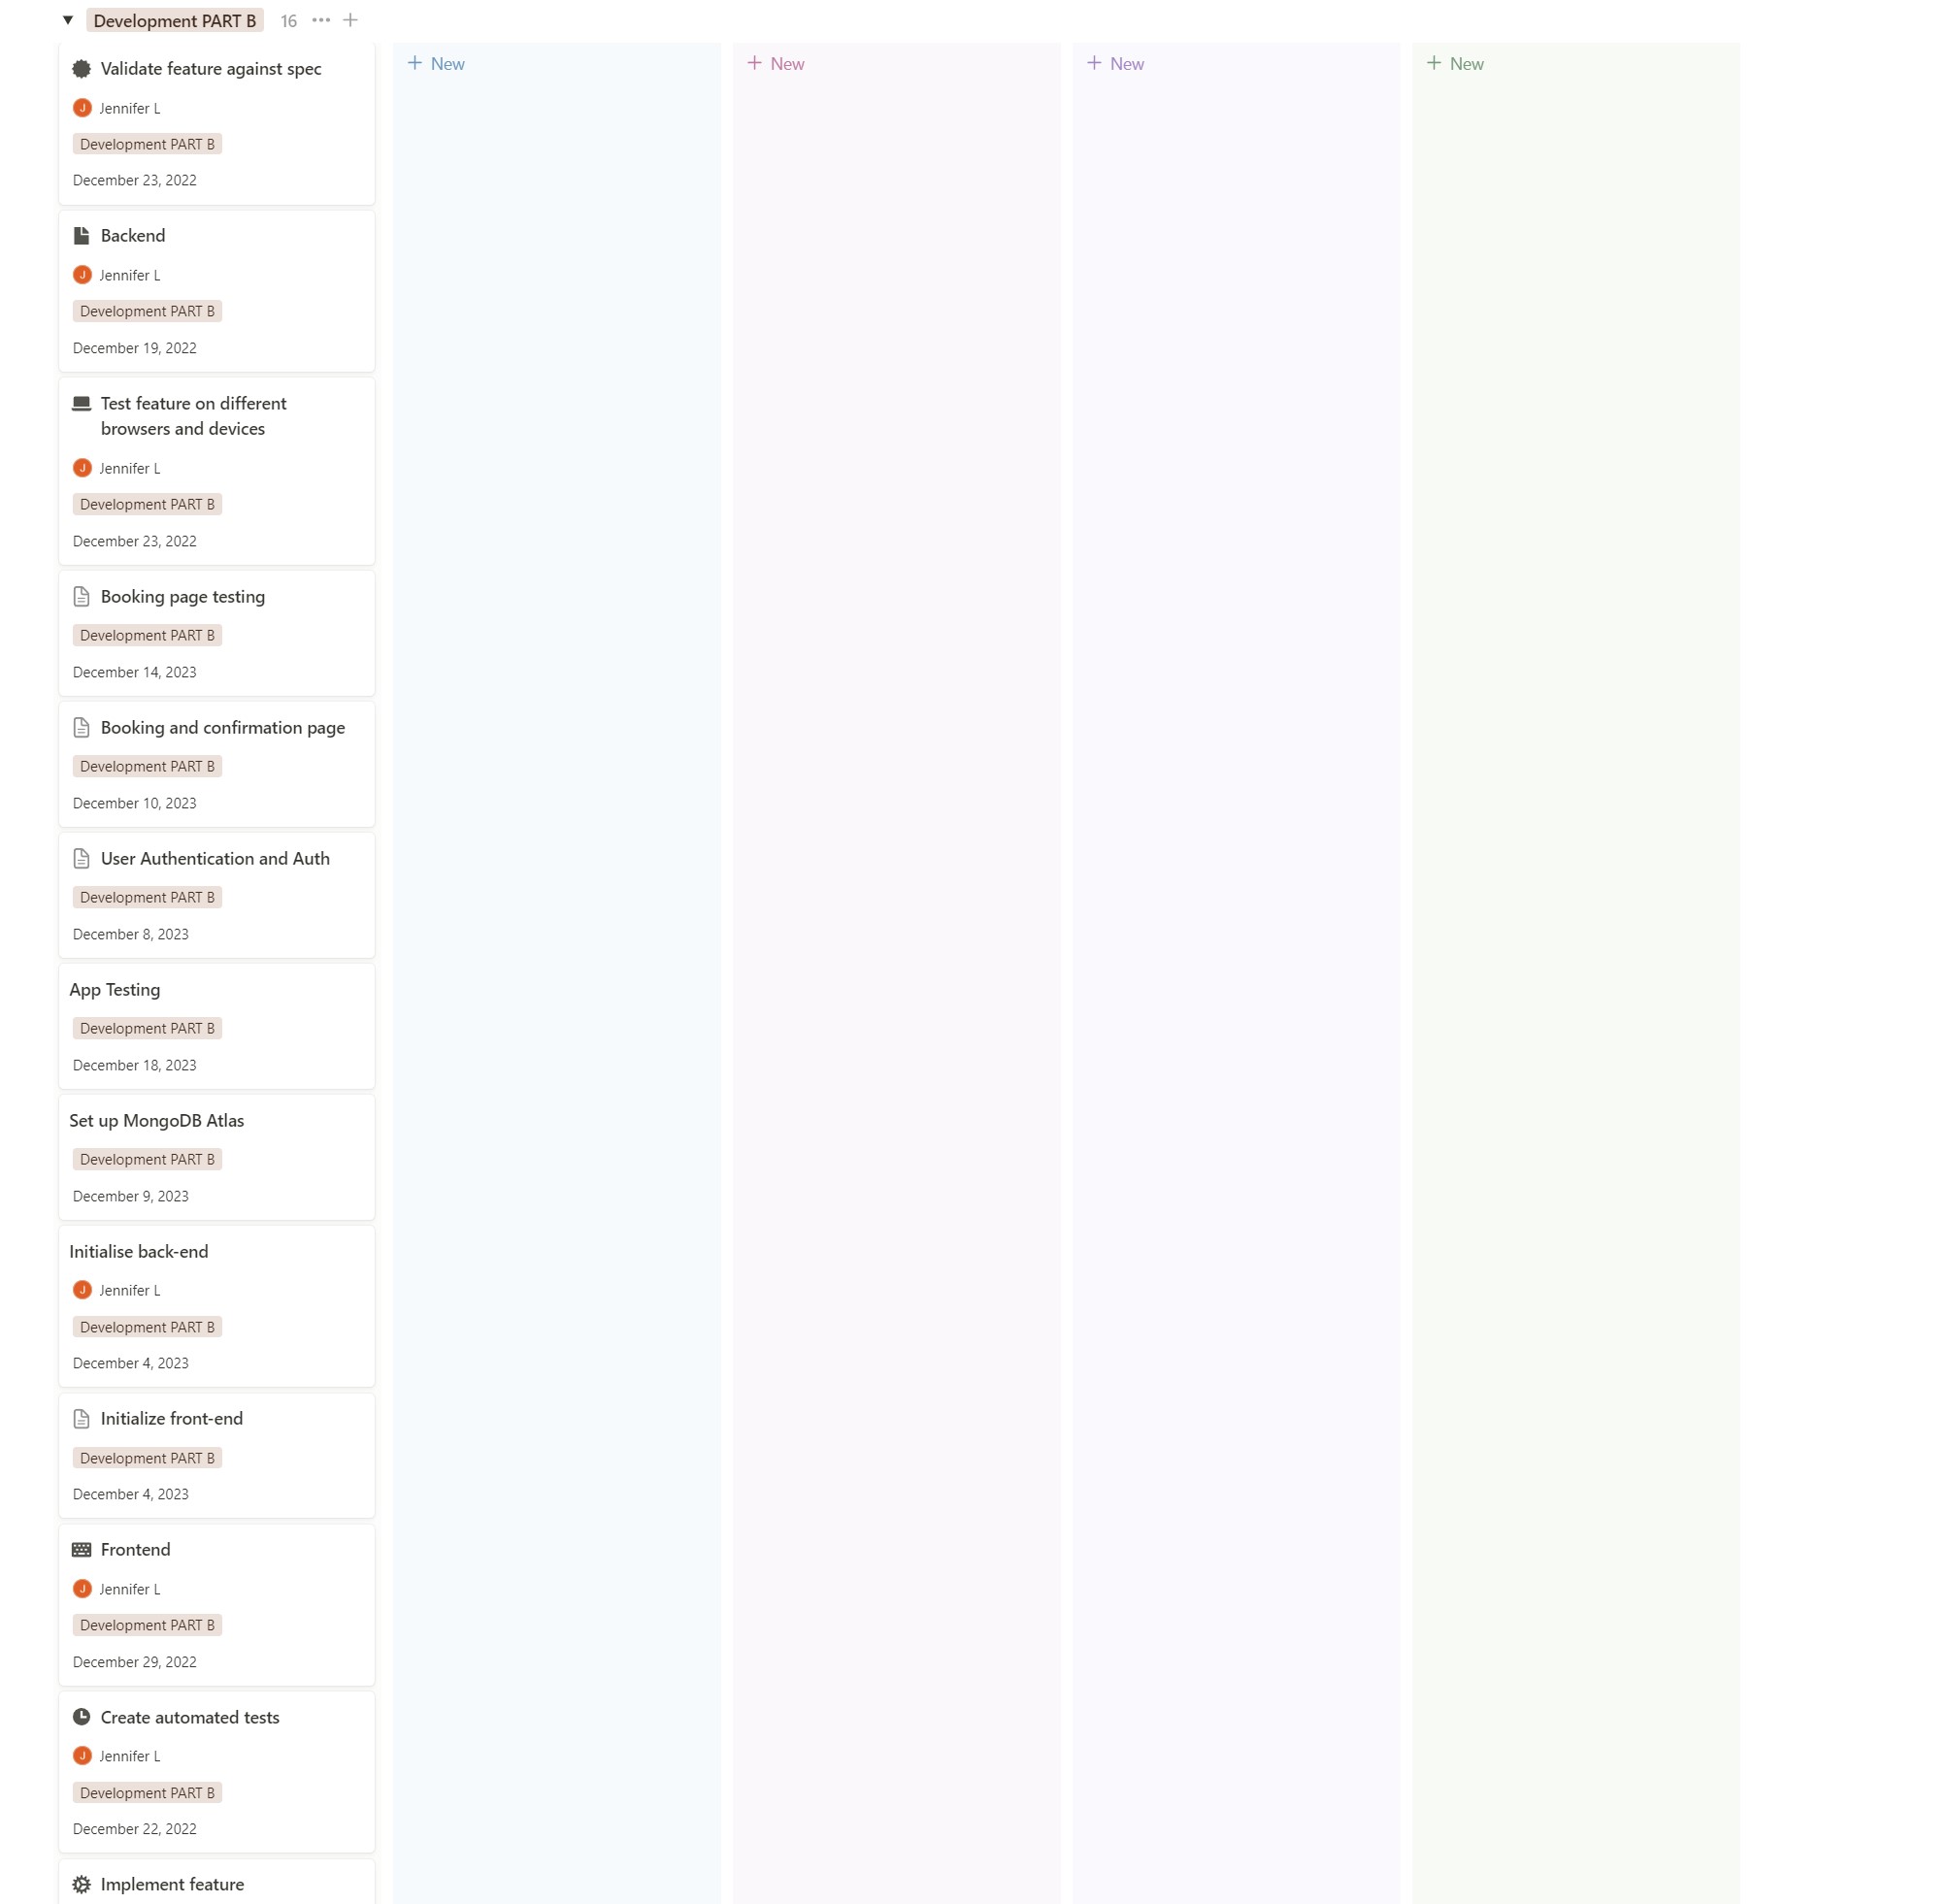 Development PART B 16
+ New
+ New
+ New
+ New
Validate feature against spec
J Jennifer L
Development PART B
December 23, 2022
Backend
J Jennifer L
Development PART B
December 19, 2022
Test feature on different
browsers and devices
J Jennifer L
Development PART B
December 23, 2022
Booking page testing
Development PART B
December 14, 2023
Booking and confirmation page
Development PART B
December 10, 2023
User Authentication and Auth
Development PART B
December 8, 2023
App Testing
Development PART B
December 18, 2023
Set up MongoDB Atlas
Development PART B
December 9, 2023
Initialise back-end
J Jennifer L
Development PART B
December 4, 2023
Initialize front-end
Development PART B
December 4, 2023
Frontend
J Jennifer L
Development PART B
December 29, 2022
Create automated tests
J Jennifer L
Development PART B
December 22, 2022
Implement feature